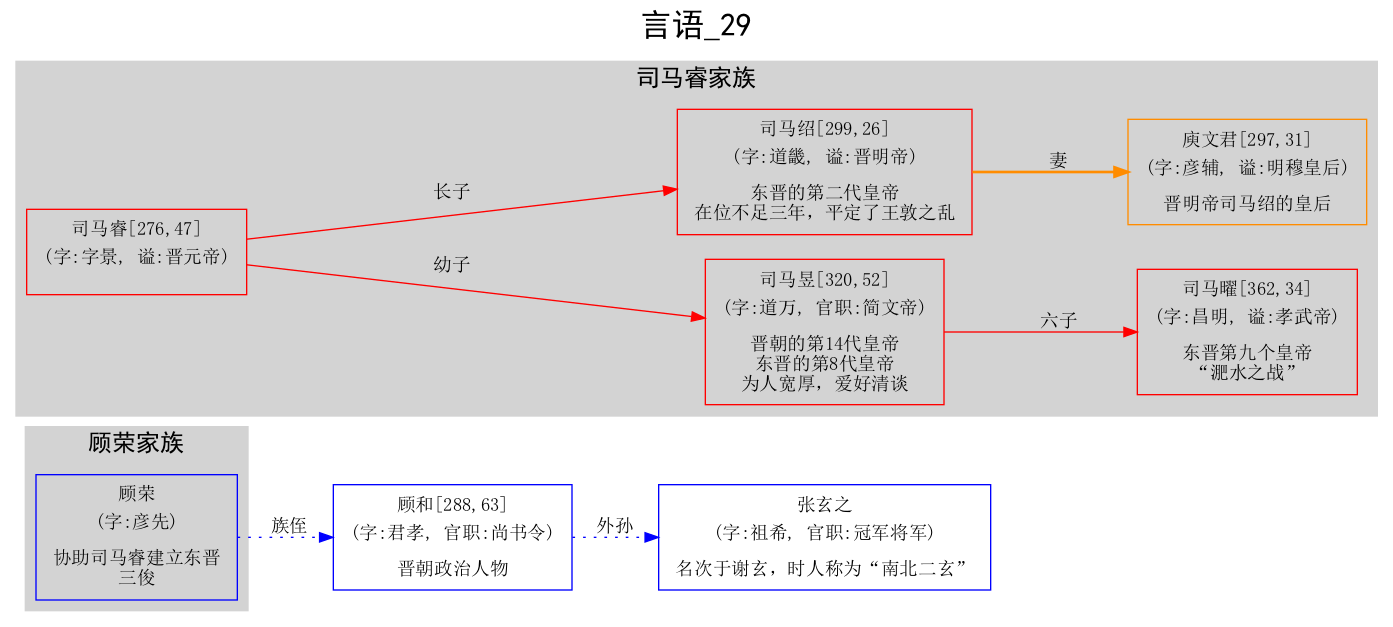 言语_29
司马睿家族
司马睿[276,47]
(字:字景, 谥:晋元帝)
长子
幼子
司马绍[299,26]
(字:道畿, 谥:晋明帝)
东晋的第二代皇帝
在位不足三年，平定了王敦之乱
妻
庾文君[297,31]
(字:彦辅, 谥:明穆皇后)
晋明帝司马绍的皇后
司马昱[320,52]
(字:道万, 官职:简文帝)
晋朝的第14代皇帝
东晋的第8代皇帝
为人宽厚，爱好清谈
六子
司马曜[362,34]
(字:昌明, 谥:孝武帝)
东晋第九个皇帝
“淝水之战”
顾荣家族
顾荣
(字:彦先)
协助司马睿建立东晋
三俊
族侄
顾和[288,63]
(字:君孝, 官职:尚书令)
晋朝政治人物
外孙
张玄之
(字:祖希, 官职:冠军将军)
名次于谢玄，时人称为“南北二玄”